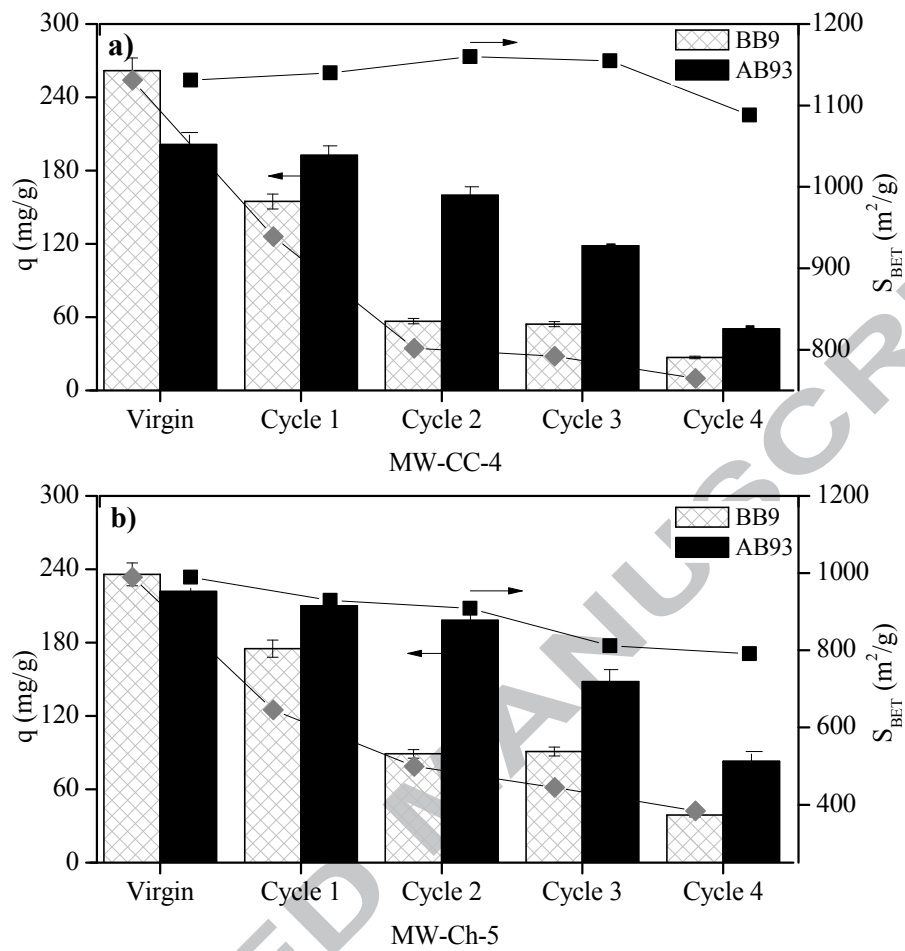 a)
BB9
AB93
300
240
180
120
60
0
q (mg/g)
1200
1100
1000
900
800
S_BET (m²/g)
Virgin Cycle 1 Cycle 2 Cycle 3 Cycle 4
MW-CC-4
b)
BB9
AB93
300
240
180
120
60
0
q (mg/g)
1200
1000
800
600
400
S_BET (m²/g)
Virgin Cycle 1 Cycle 2 Cycle 3 Cycle 4
MW-Ch-5
ED MANUSCR